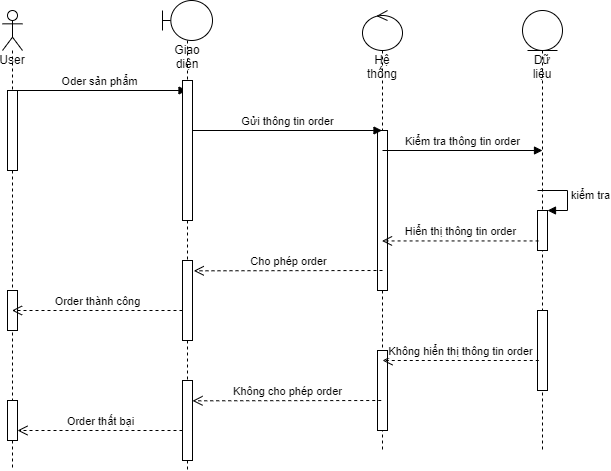 User
Giao
diện
Hệ
thống
Dữ
liệu
Oder sản phẩm
Gửi thông tin order
Kiểm tra thông tin order
kiểm tra
Hiển thị thông tin order
Cho phép order
Order thành công
Không hiển thị thông tin order
Không cho phép order
Order thất bại